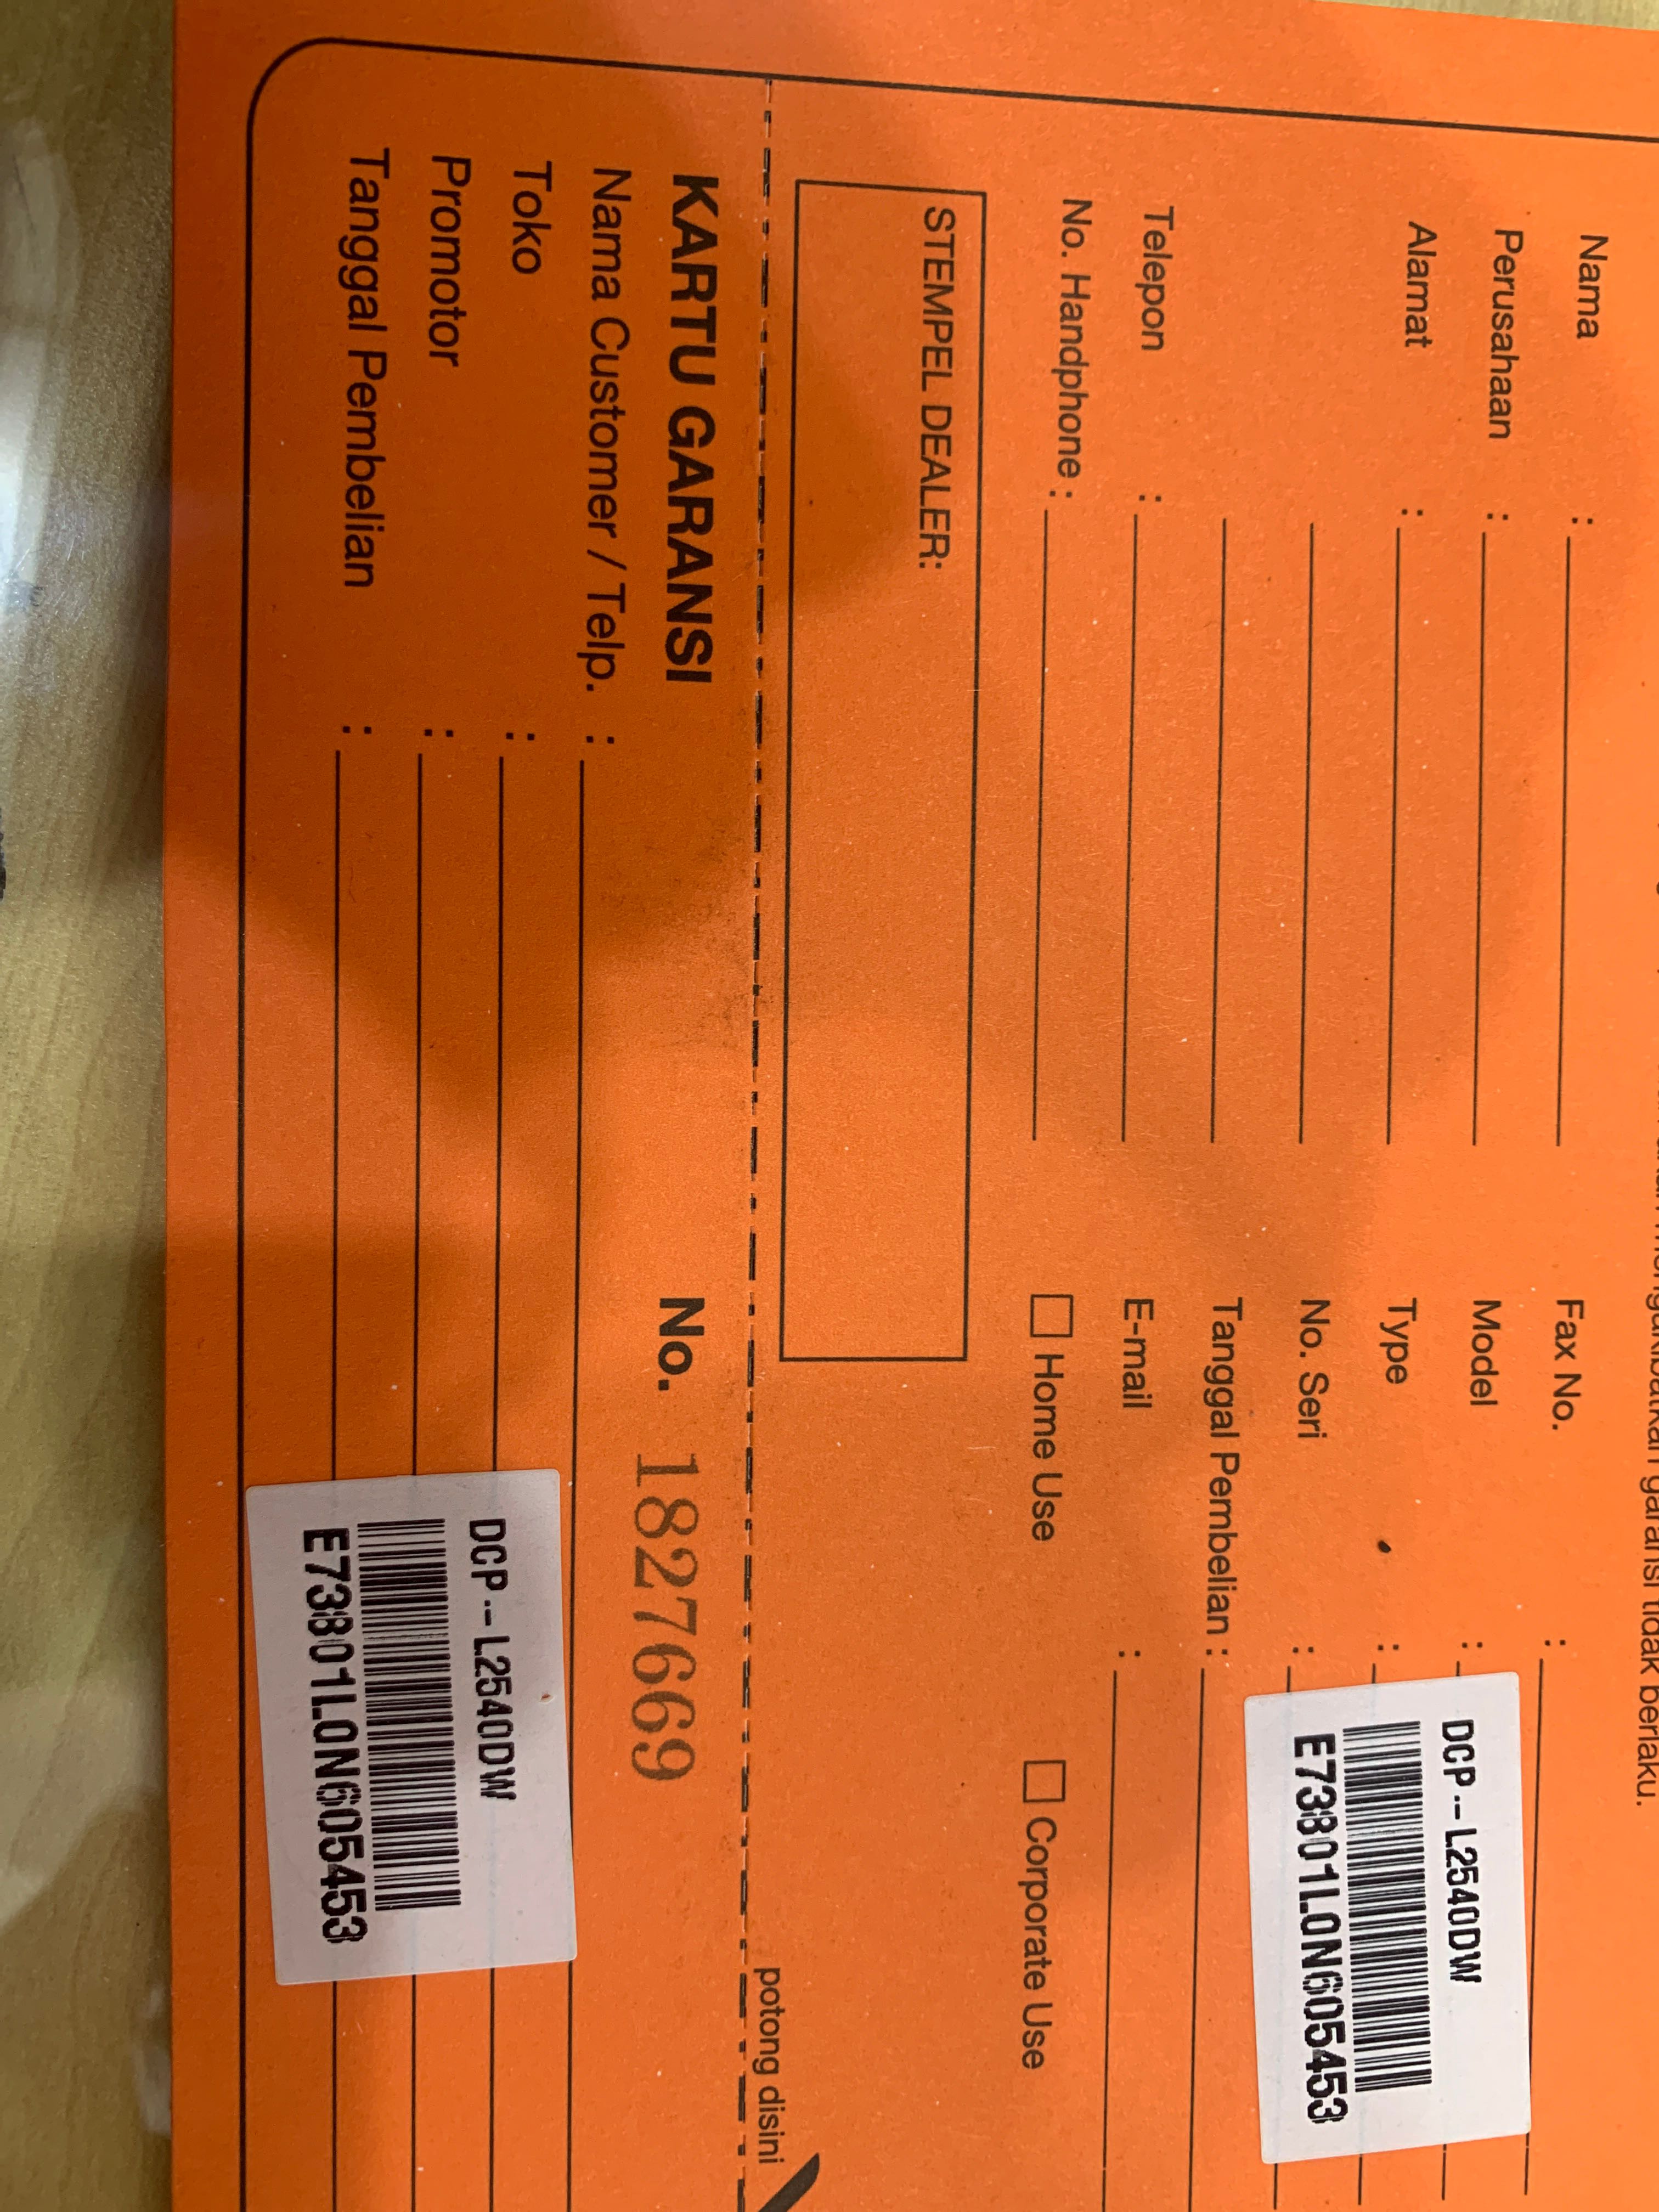 garansi tidak berlaku.
Nama :
Fax No. :
Perusahaan :
Model :
DCP--L2540DW
Alamat :
Type :
E73801L0N605453
No. Seri :
Tanggal Pembelian :
Telepon :
E-mail :
No. Handphone :
Home Use
Corporate Use
STEMPEL DEALER:
potong disini
KARTU GARANSI
No. 1827669
Nama Customer / Telp. :
Toko :
DCP--L2540DW
Promotor :
Tanggal Pembelian :
E73801L0N605453